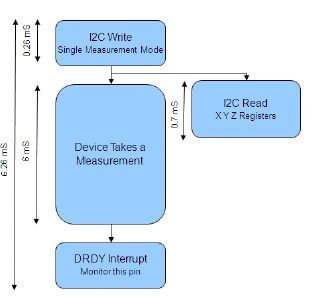 I2C Write
Single Measurement Mode
0.26 mS
I2C Read
X Y Z Registers
0.7 mS
Device Takes a
Measurement
6 mS
6.26 mS
DRDY Interrupt
Monitor this pin